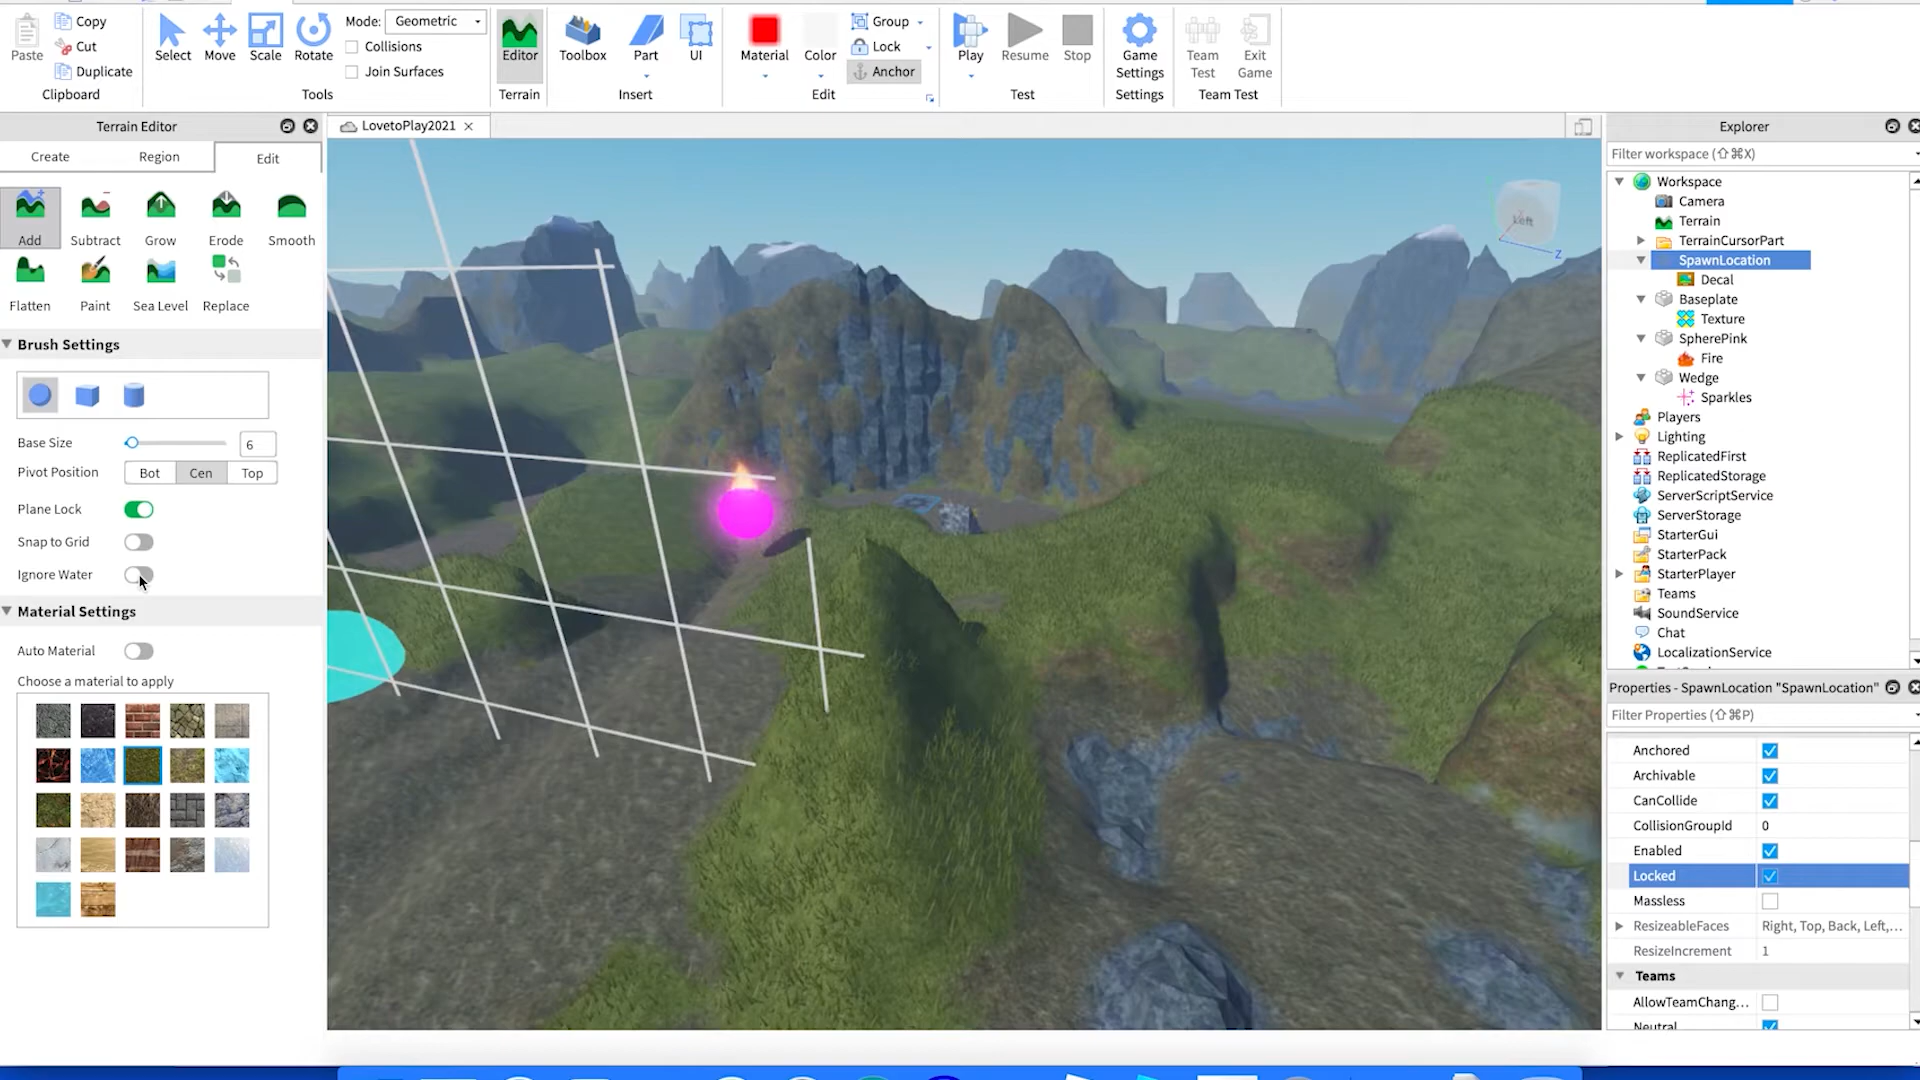 Copy
Cut
Duplicate
Paste
Clipboard
Select
Move
Scale
Rotate
Mode: Geometric
Collisions
Join Surfaces
Tools
Editor
Terrain
Toolbox
Part
UI
Insert
Material
Color
Group
Lock
Anchor
Edit
Play
Resume
Stop
Test
Game
Settings
Settings
Team
Test
Exit
Game
Team Test
Terrain Editor
LovetoPlay2021
Explorer
Create
Region
Edit
Filter workspace (⇧⌘X)
Add
Subtract
Grow
Erode
Smooth
Flatten
Paint
Sea Level
Replace
Brush Settings
Base Size
6
Pivot Position
Bot
Cen
Top
Plane Lock
Snap to Grid
Ignore Water
Material Settings
Auto Material
Choose a material to apply
Left
Z
Workspace
Camera
Terrain
TerrainCursorPart
SpawnLocation
Decal
Baseplate
Texture
SpherePink
Fire
Wedge
Sparkles
Players
Lighting
ReplicatedFirst
ReplicatedStorage
ServerScriptService
ServerStorage
StarterGui
StarterPack
StarterPlayer
Teams
SoundService
Chat
LocalizationService
Properties - SpawnLocation "SpawnLocation"
Filter Properties (⇧⌘P)
Anchored
Archivable
CanCollide
CollisionGroupId 0
Enabled
Locked
Massless
ResizeableFaces Right, Top, Back, Left,...
ResizeIncrement 1
Teams
AllowTeamChang...
Neutral